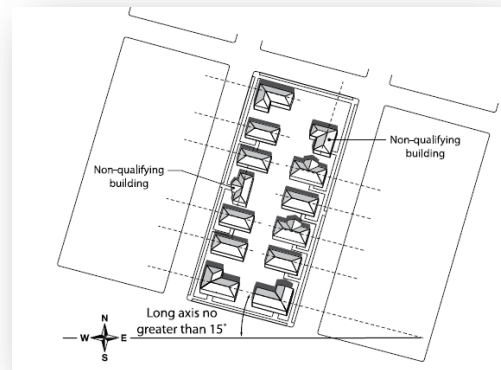 Non-qualifying
building
Non-qualifying
building
Long axis no
greater than 15°
N
W E
S